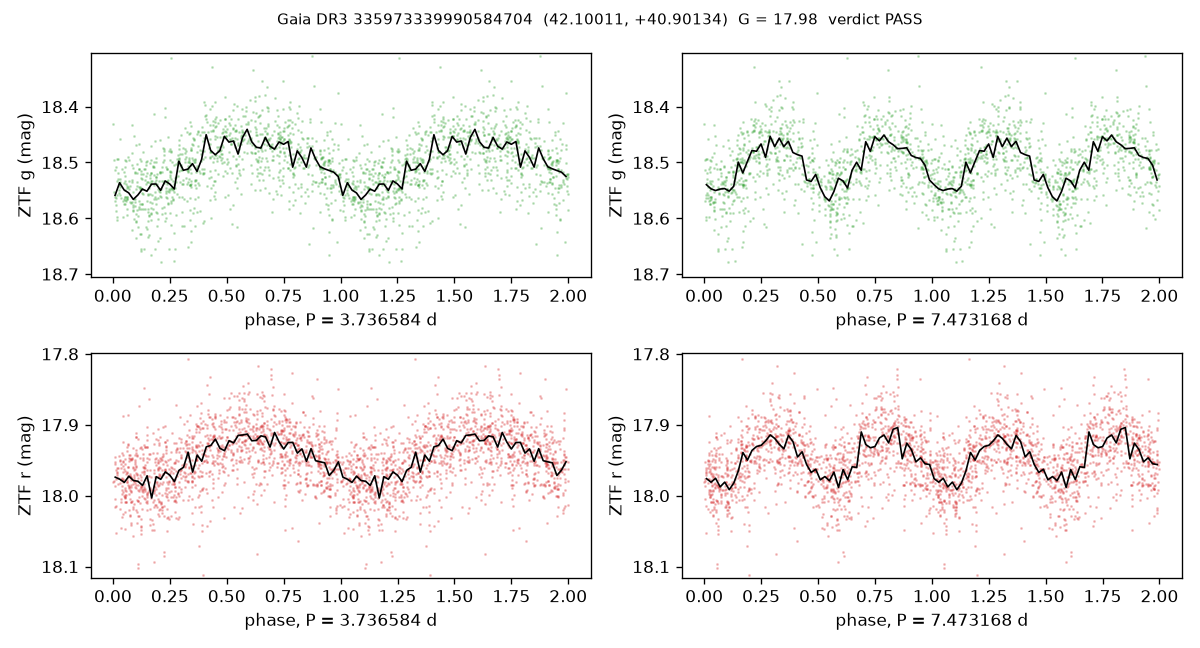 Gaia DR3 335973339990584704  (42.10011, +40.90134)  G = 17.98  verdict PASS
ZTF g (mag)
18.4
18.5
18.6
18.7
0.00 0.25 0.50 0.75 1.00 1.25 1.50 1.75 2.00
phase, P = 3.736584 d
ZTF g (mag)
18.4
18.5
18.6
18.7
0.00 0.25 0.50 0.75 1.00 1.25 1.50 1.75 2.00
phase, P = 7.473168 d
ZTF r (mag)
17.8
17.9
18.0
18.1
0.00 0.25 0.50 0.75 1.00 1.25 1.50 1.75 2.00
phase, P = 3.736584 d
ZTF r (mag)
17.8
17.9
18.0
18.1
0.00 0.25 0.50 0.75 1.00 1.25 1.50 1.75 2.00
phase, P = 7.473168 d